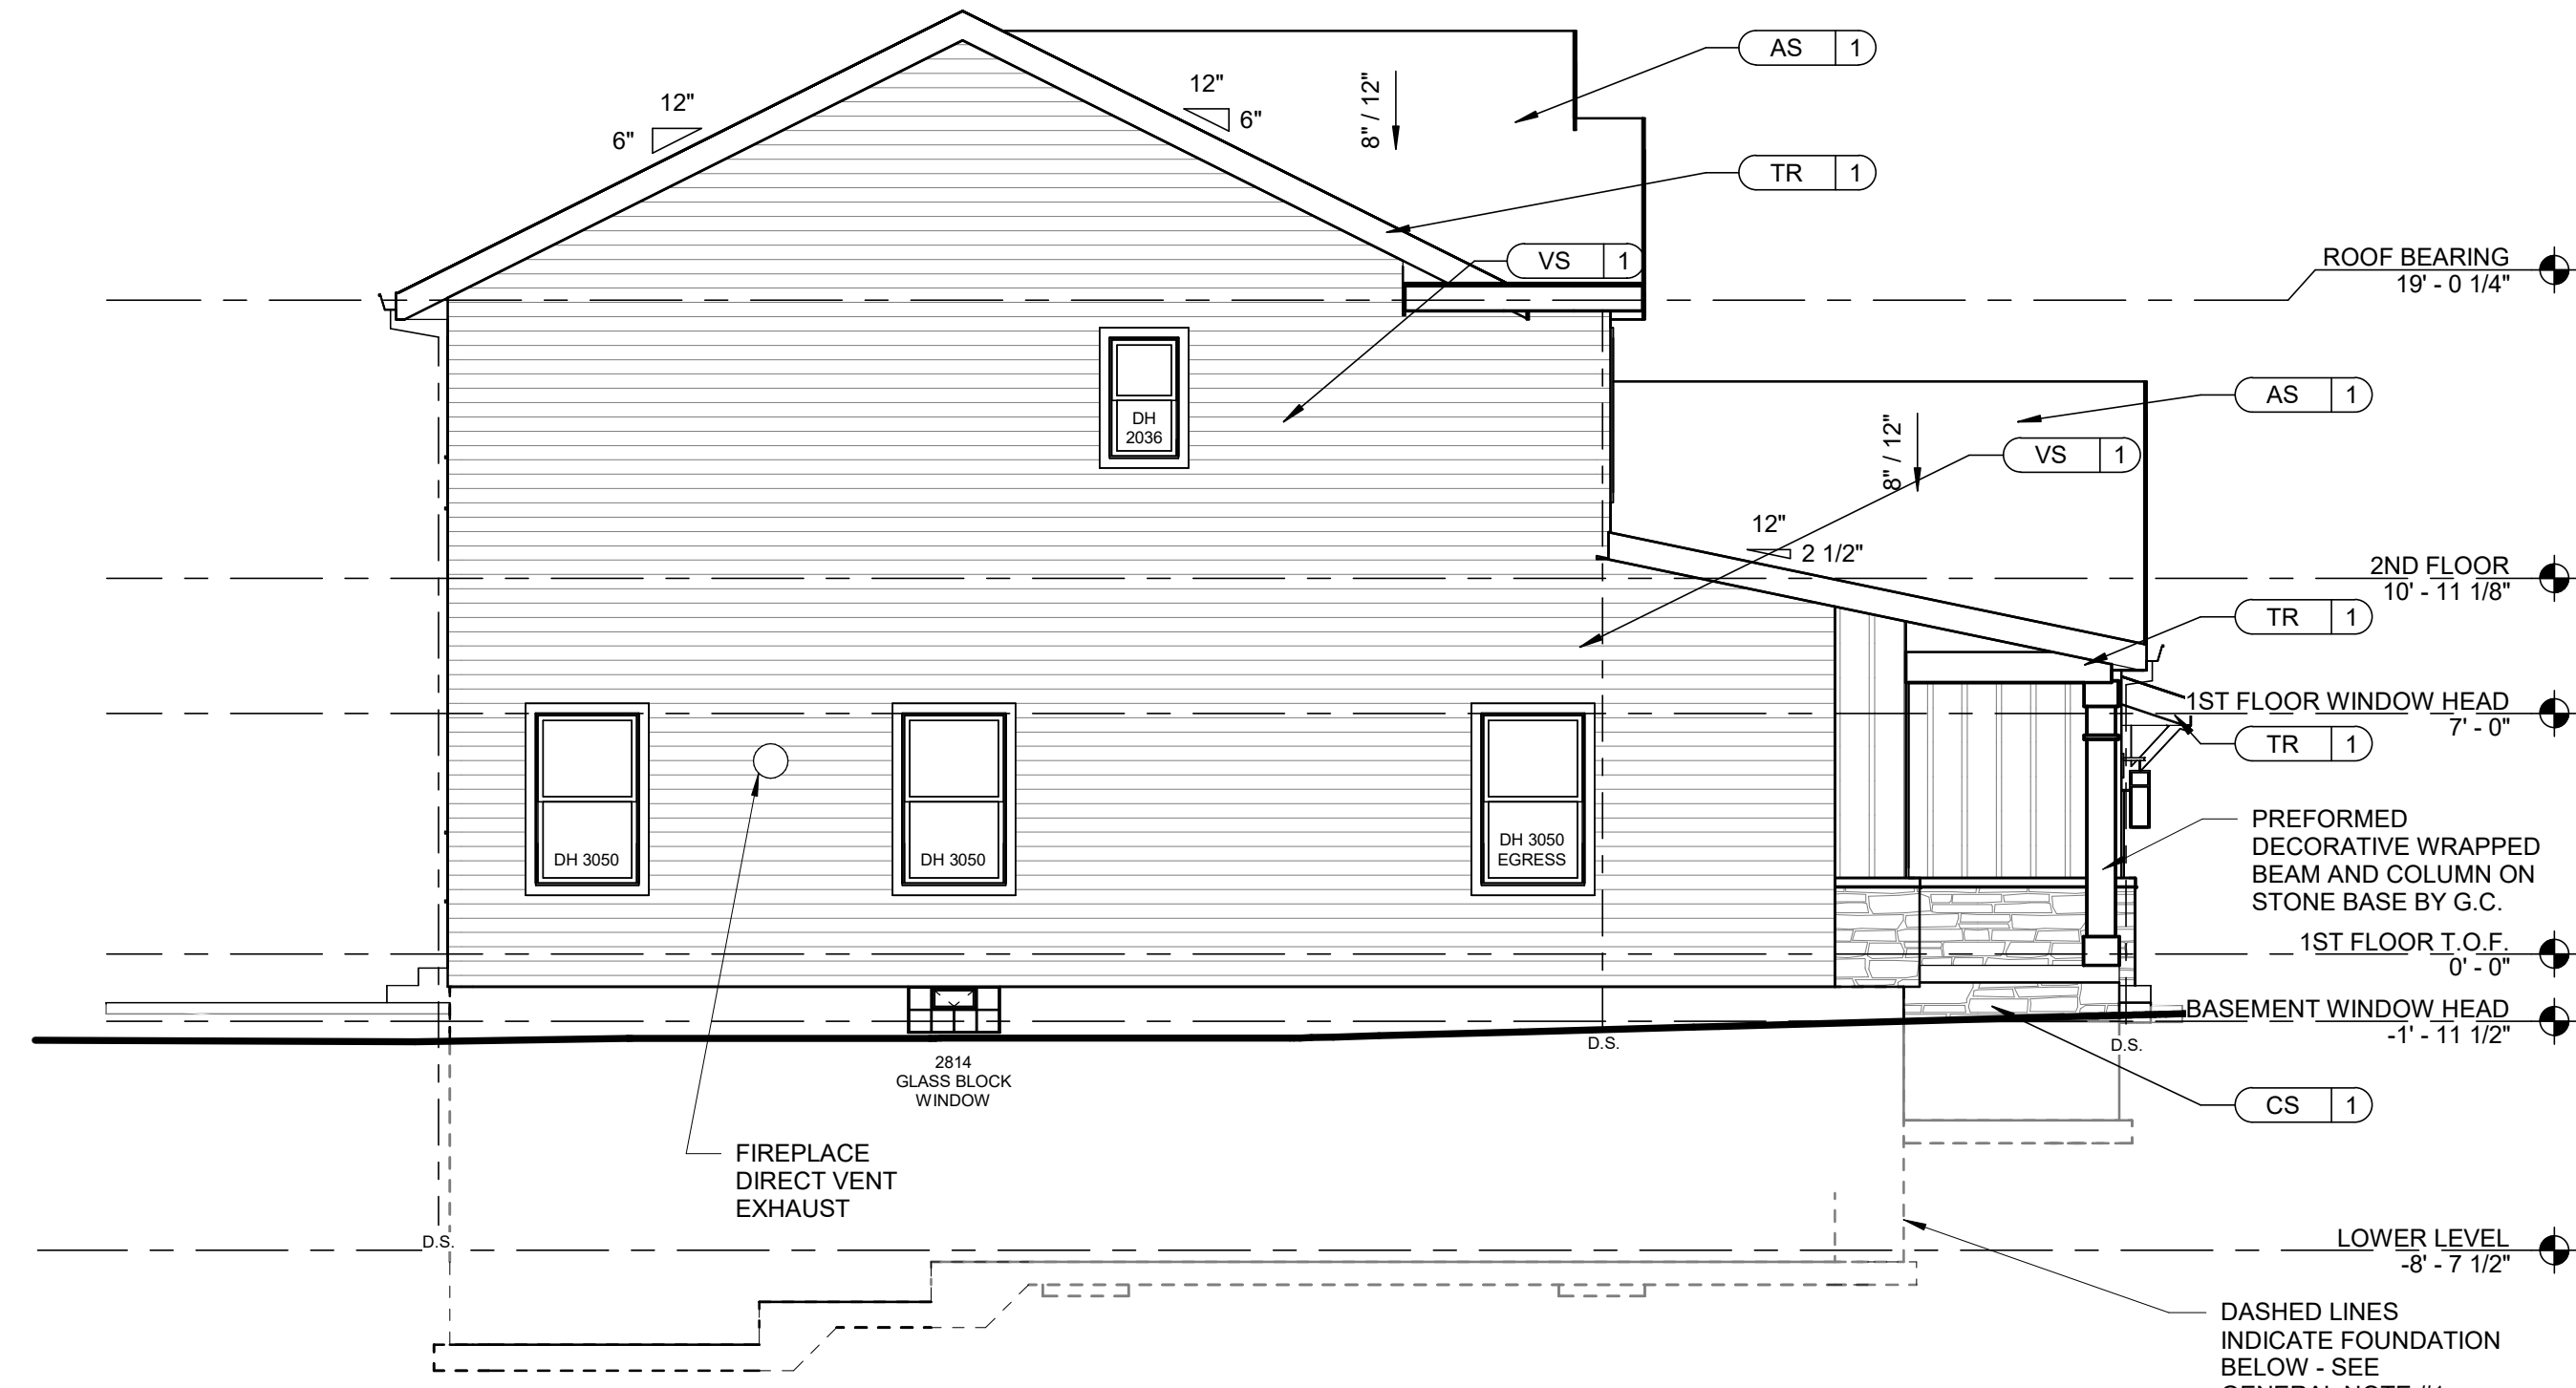 AS 1
12"
6"
12"
6"
8" / 12"
TR 1
VS 1
ROOF BEARING
19' - 0 1/4"
DH
2036
AS 1
8" / 12"
VS 1
12"
2 1/2"
2ND FLOOR
10' - 11 1/8"
TR 1
1ST FLOOR WINDOW HEAD
7' - 0"
TR 1
DH 3050
DH 3050
DH 3050
EGRESS
PREFORMED
DECORATIVE WRAPPED
BEAM AND COLUMN ON
STONE BASE BY G.C.
1ST FLOOR T.O.F.
0' - 0"
BASEMENT WINDOW HEAD
-1' - 11 1/2"
D.S.
D.S.
2814
GLASS BLOCK
WINDOW
CS 1
FIREPLACE
DIRECT VENT
EXHAUST
D.S.
LOWER LEVEL
-8' - 7 1/2"
DASHED LINES
INDICATE FOUNDATION
BELOW - SEE
GENERAL NOTE #1